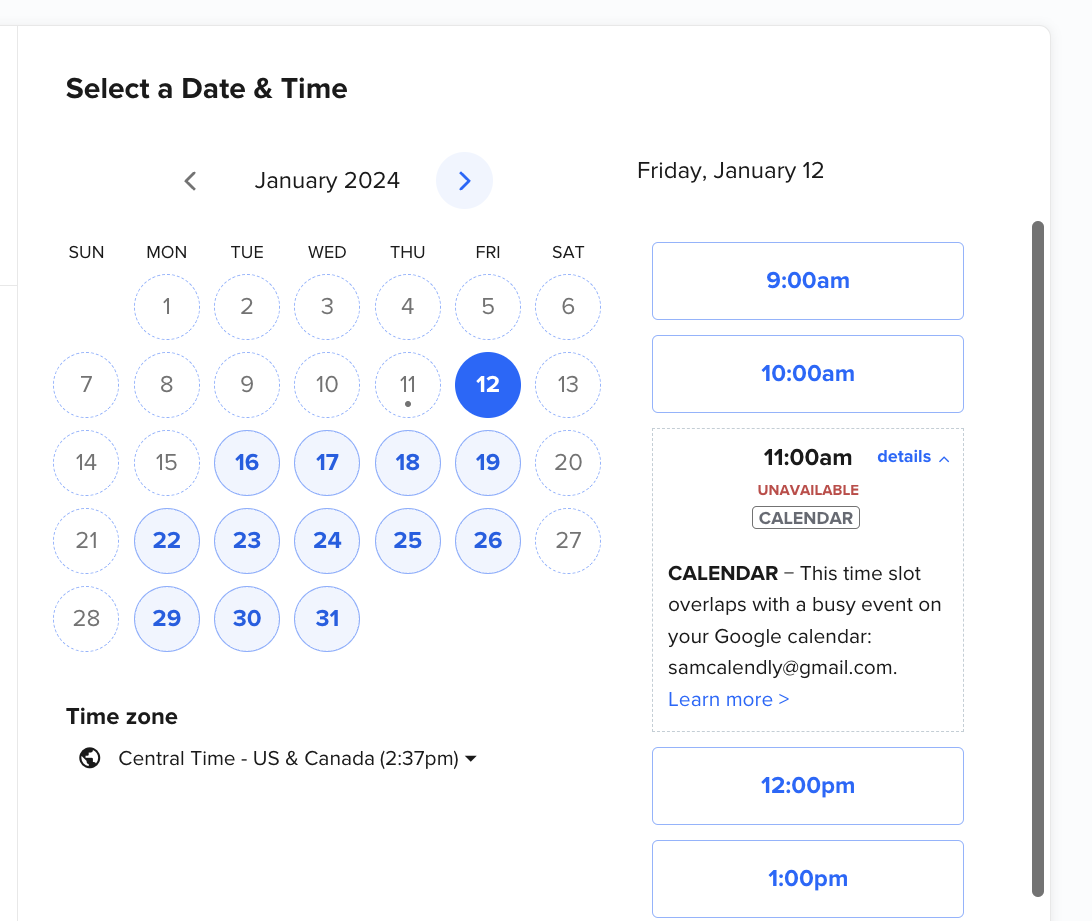 Select a Date & Time
January 2024
SUN MON TUE WED THU FRI SAT
1 2 3 4 5 6
7 8 9 10 11 12 13
14 15 16 17 18 19 20
21 22 23 24 25 26 27
28 29 30 31
Time zone
Central Time - US & Canada (2:37pm)
Friday, January 12
9:00am
10:00am
11:00am details
UNAVAILABLE
CALENDAR
CALENDAR – This time slot
overlaps with a busy event on
your Google calendar:
samcalendly@gmail.com.
Learn more >
12:00pm
1:00pm